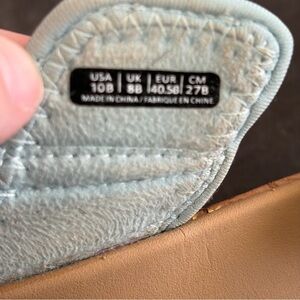 USA | UK | EUR | CM
10B | 8B | 40.5B | 27B
MADE IN CHINA / FABRIQUE EN CHINE